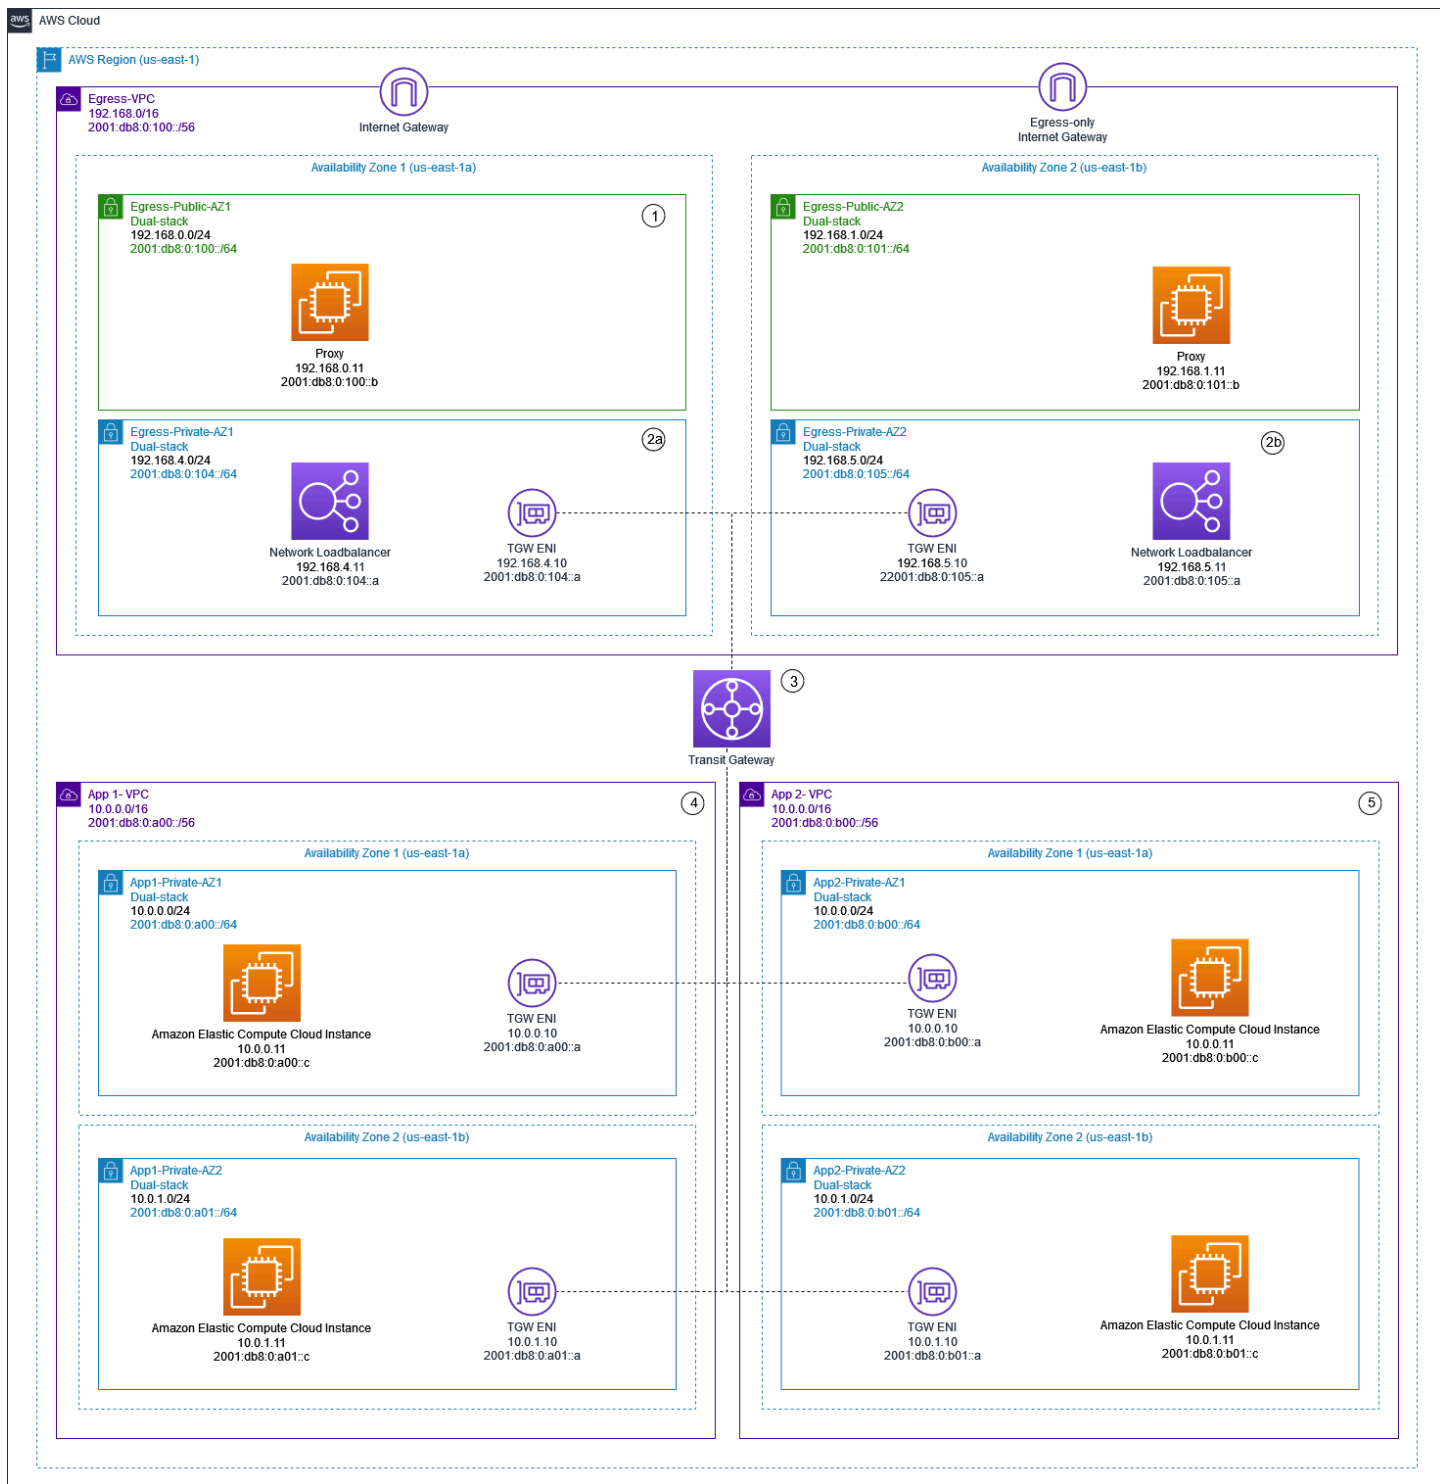 aws
AWS Cloud
AWS Region (us-east-1)
Egress-VPC
192.168.0/16
2001:db8:0:100::/56
Internet Gateway
Egress-only
Internet Gateway
Availability Zone 1 (us-east-1a)
Egress-Public-AZ1
Dual-stack
192.168.0.0/24
2001:db8:0:100::/64
1
Proxy
192.168.0.11
2001:db8:0:100::b
Availability Zone 2 (us-east-1b)
Egress-Public-AZ2
Dual-stack
192.168.1.0/24
2001:db8:0:101::/64
Proxy
192.168.1.11
2001:db8:0:101::b
Egress-Private-AZ1
Dual-stack
192.168.4.0/24
2001:db8:0:104::/64
2a
Network Loadbalancer
192.168.4.11
2001:db8:0:104::a
TGW ENI
192.168.4.10
2001:db8:0:104::a
Egress-Private-AZ2
Dual-stack
192.168.5.0/24
2001:db8:0:105::/64
2b
TGW ENI
192.168.5.10
22001:db8:0:105::a
Network Loadbalancer
192.168.5.11
2001:db8:0:105::a
3
Transit Gateway
App 1- VPC
10.0.0.0/16
2001:db8:0:a00::/56
4
Availability Zone 1 (us-east-1a)
App1-Private-AZ1
Dual-stack
10.0.0.0/24
2001:db8:0:a00::/64
Amazon Elastic Compute Cloud Instance
10.0.0.11
2001:db8:0:a00::c
TGW ENI
10.0.0.10
2001:db8:0:a00::a
Availability Zone 2 (us-east-1b)
App1-Private-AZ2
Dual-stack
10.0.1.0/24
2001:db8:0:a01::/64
Amazon Elastic Compute Cloud Instance
10.0.1.11
2001:db8:0:a01::c
TGW ENI
10.0.1.10
2001:db8:0:a01::a
App 2- VPC
10.0.0.0/16
2001:db8:0:b00::/56
5
Availability Zone 1 (us-east-1a)
App2-Private-AZ1
Dual-stack
10.0.0.0/24
2001:db8:0:b00::/64
TGW ENI
10.0.0.10
2001:db8:0:b00::a
Amazon Elastic Compute Cloud Instance
10.0.0.11
2001:db8:0:b00::c
Availability Zone 2 (us-east-1b)
App2-Private-AZ2
Dual-stack
10.0.1.0/24
2001:db8:0:b01::/64
TGW ENI
10.0.1.10
2001:db8:0:b01::a
Amazon Elastic Compute Cloud Instance
10.0.1.11
2001:db8:0:b01::c